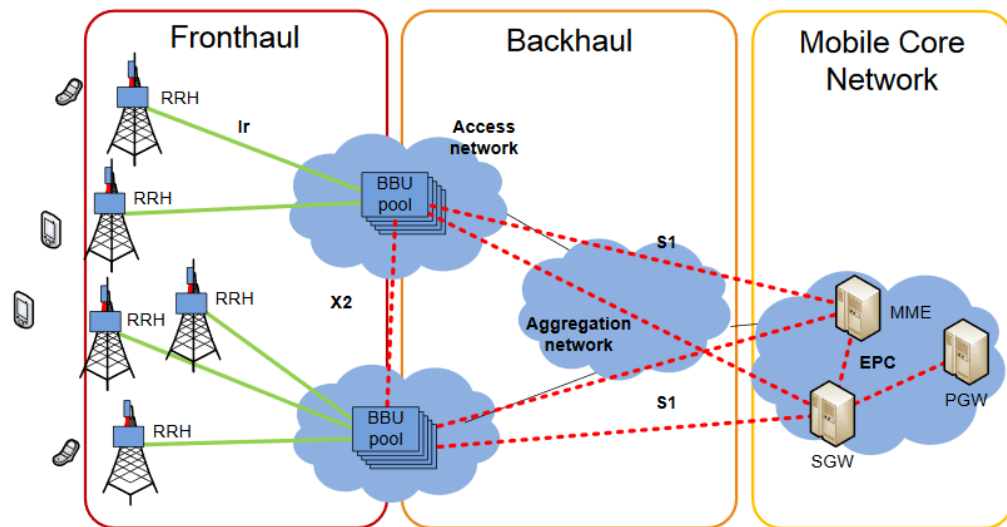 Fronthaul
Backhaul
Mobile Core
Network
RRH
Ir
Access
network
BBU
pool
RRH
S1
RRH
RRH
X2
Aggregation
network
MME
EPC
PGW
RRH
BBU
pool
S1
SGW